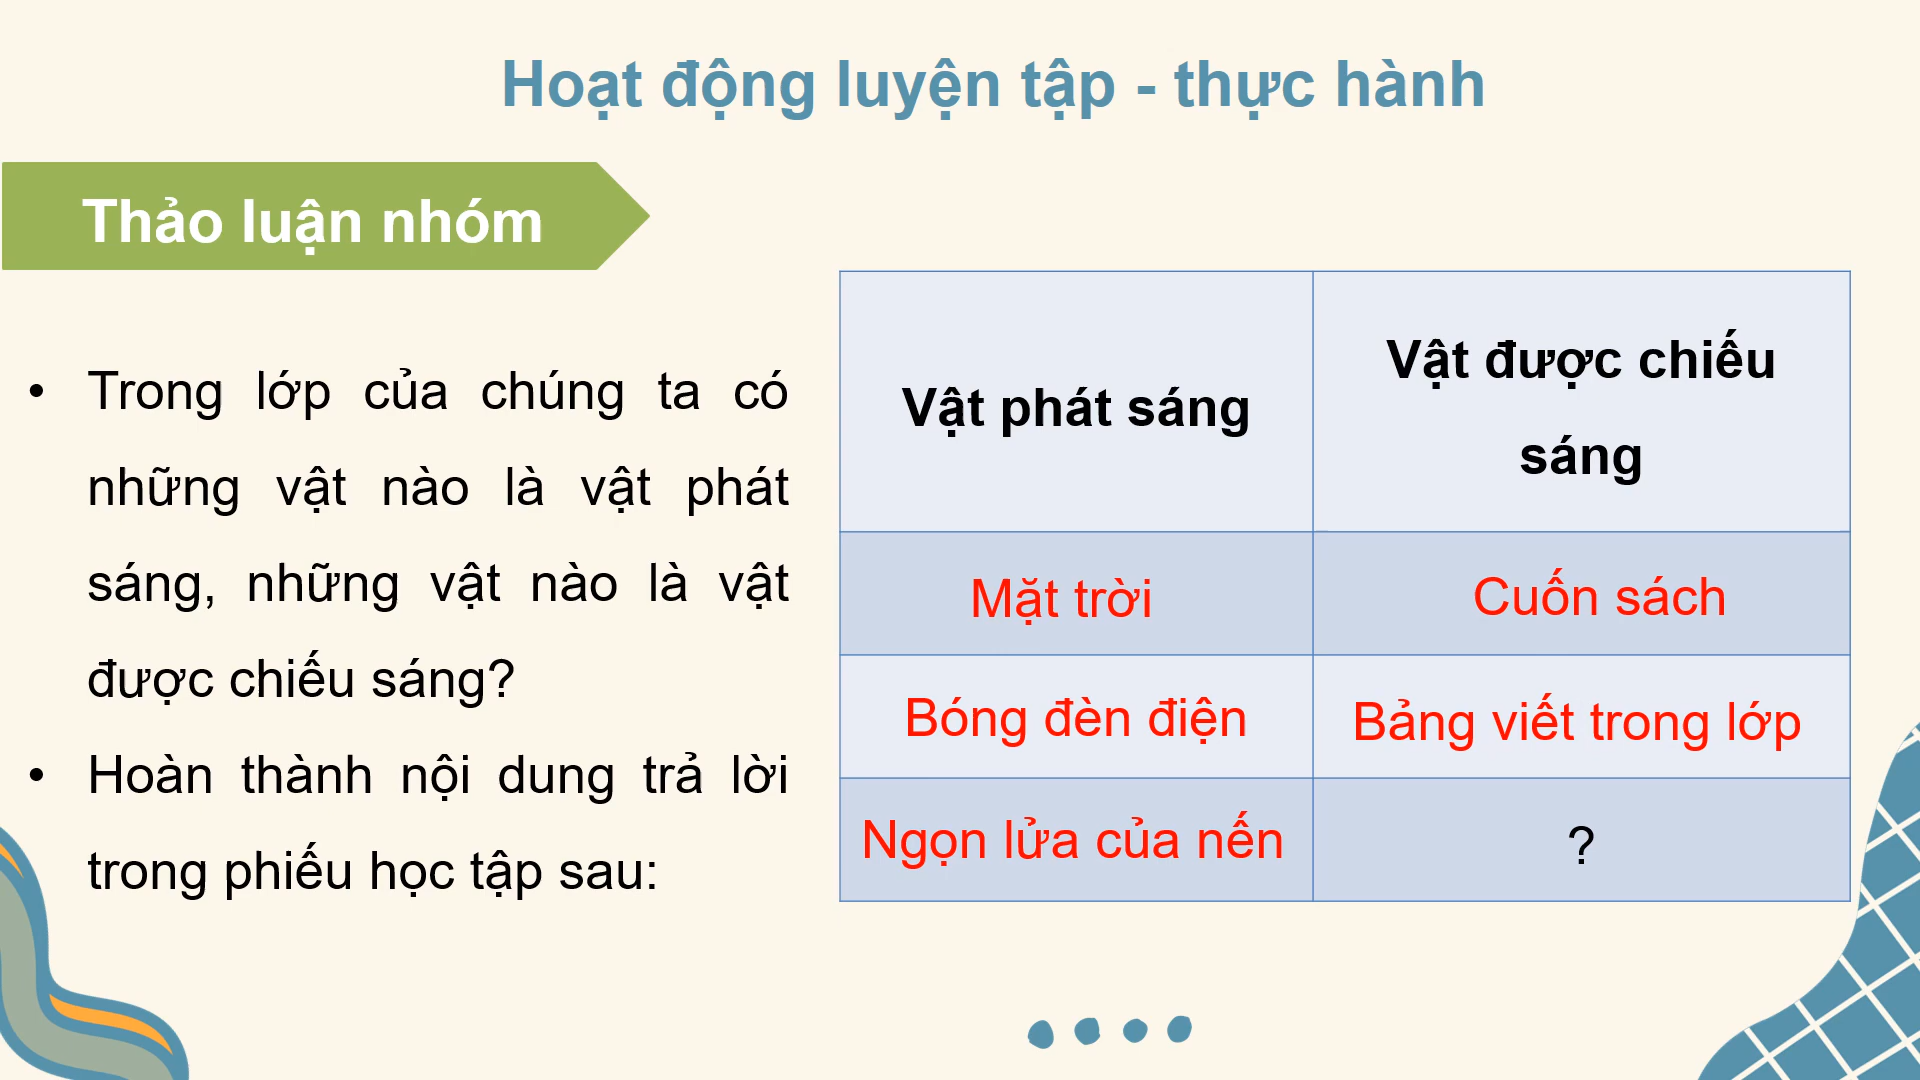 Hoạt động luyện tập - thực hành
Thảo luận nhóm
• Trong lớp của chúng ta có
những vật nào là vật phát
sáng, những vật nào là vật
được chiếu sáng?
• Hoàn thành nội dung trả lời
trong phiếu học tập sau:
Vật phát sáng
Vật được chiếu
sáng
Mặt trời
Cuốn sách
Bóng đèn điện
Bảng viết trong lớp
Ngọn lửa của nến
?